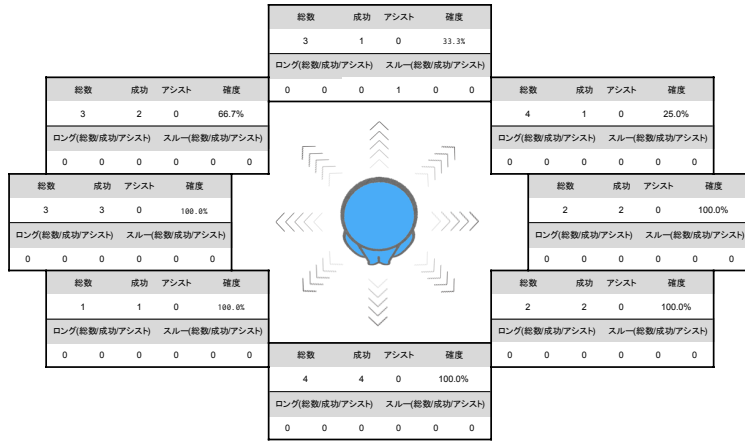 総数 成功 アシスト 確度
3 1 0 33.3%
ロング(総数/成功/アシスト) スルー(総数/成功/アシスト)
0 0 0 1 0 0
総数 成功 アシスト 確度
3 2 0 66.7%
ロング(総数/成功/アシスト) スルー(総数/成功/アシスト)
0 0 0 0 0 0
総数 成功 アシスト 確度
4 1 0 25.0%
ロング(総数/成功/アシスト) スルー(総数/成功/アシスト)
0 0 0 0 0 0
総数 成功 アシスト 確度
3 3 0 100.0%
ロング(総数/成功/アシスト) スルー(総数/成功/アシスト)
0 0 0 0 0 0
総数 成功 アシスト 確度
2 2 0 100.0%
ロング(総数/成功/アシスト) スルー(総数/成功/アシスト)
0 0 0 0 0 0
総数 成功 アシスト 確度
1 1 0 100.0%
ロング(総数/成功/アシスト) スルー(総数/成功/アシスト)
0 0 0 0 0 0
総数 成功 アシスト 確度
2 2 0 100.0%
ロング(総数/成功/アシスト) スルー(総数/成功/アシスト)
0 0 0 0 0 0
総数 成功 アシスト 確度
4 4 0 100.0%
ロング(総数/成功/アシスト) スルー(総数/成功/アシスト)
0 0 0 0 0 0